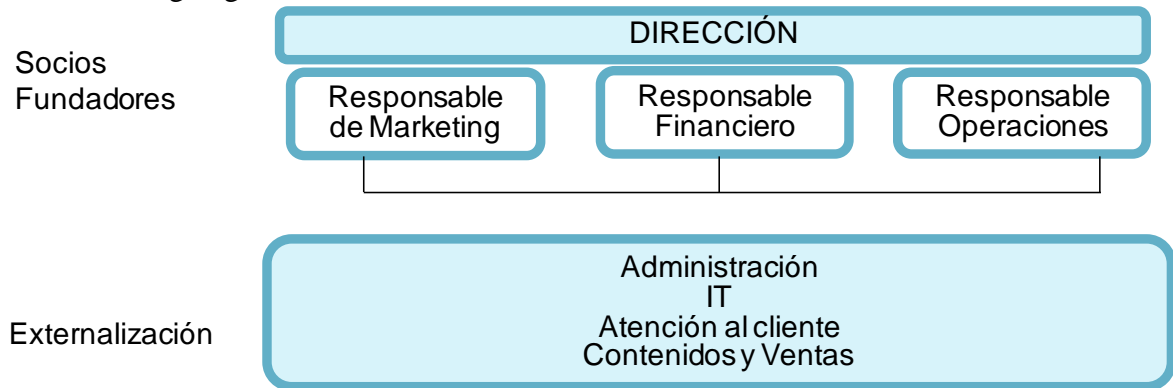 DIRECCIÓN
Socios
Fundadores
Responsable
de Marketing
Responsable
Financiero
Responsable
Operaciones
Administración
IT
Atención al cliente
Contenidos y Ventas
Externalización